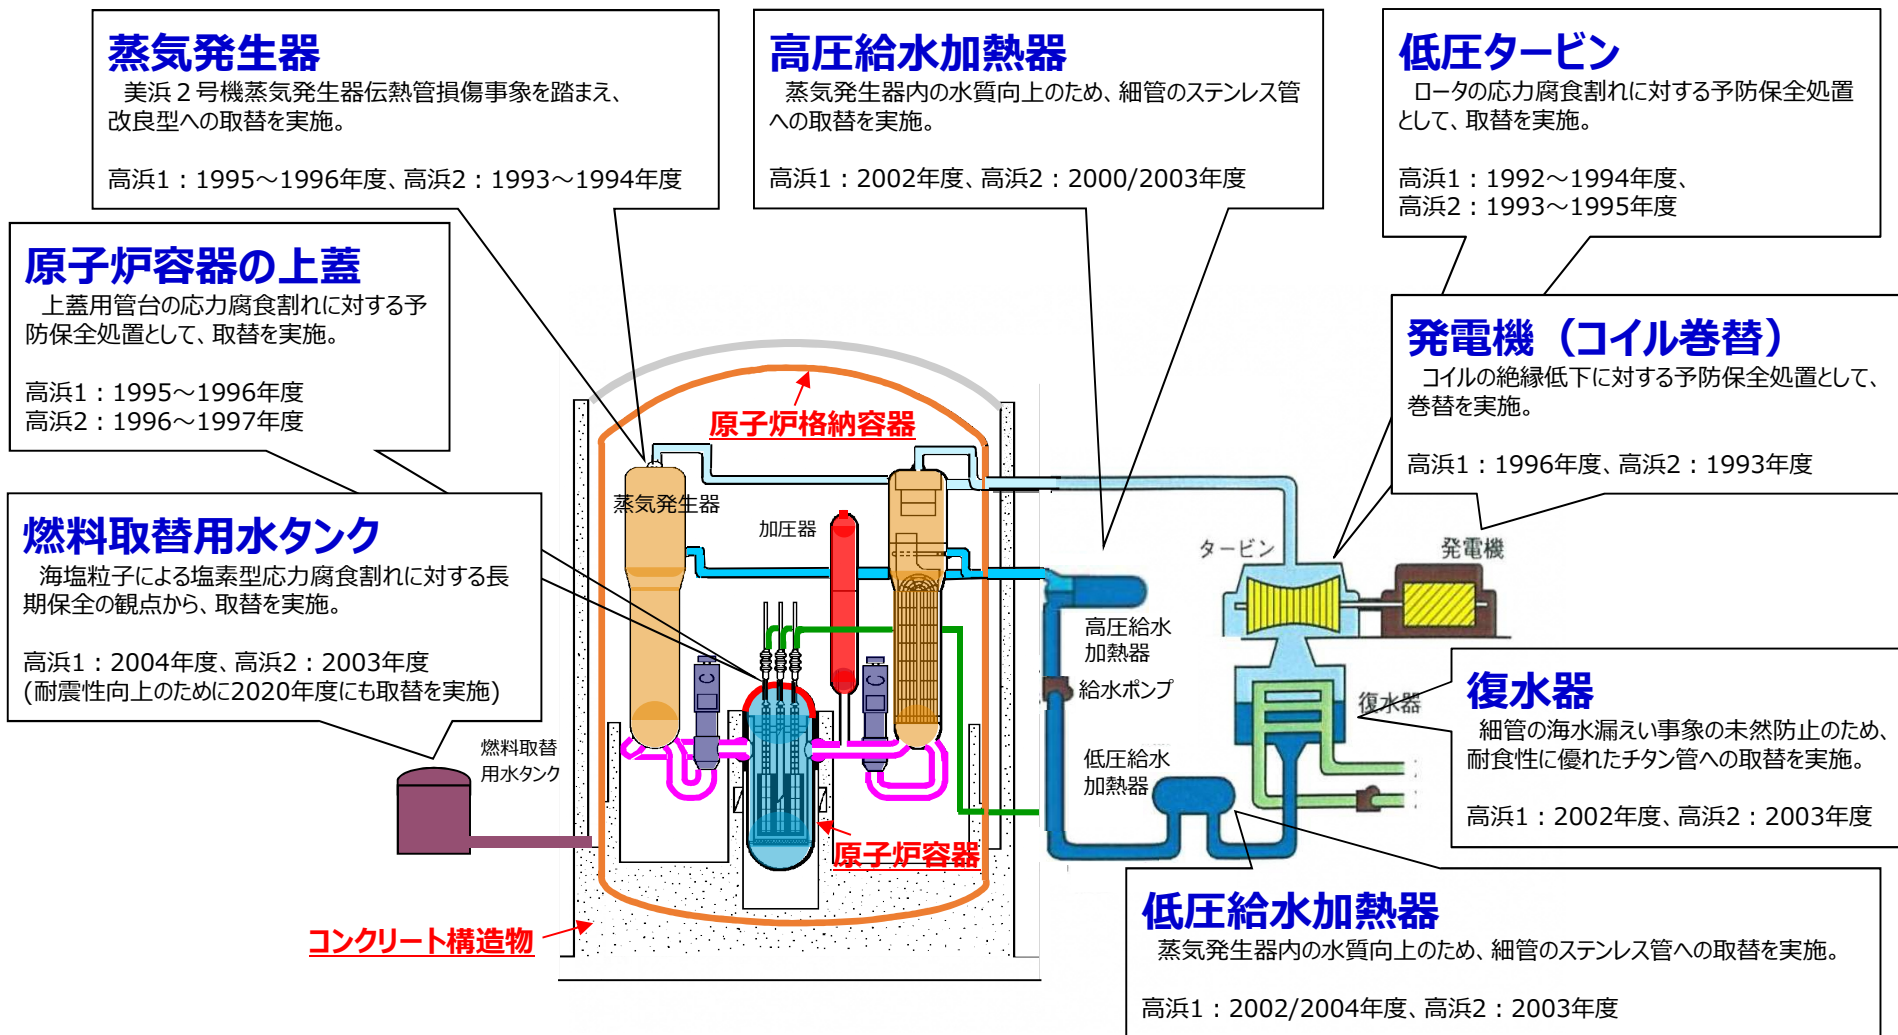 蒸気発生器
美浜２号機蒸気発生器伝熱管損傷事象を踏まえ、
改良型への取替を実施。
高浜1：1995～1996年度、高浜2：1993～1994年度
高圧給水加熱器
蒸気発生器内の水質向上のため、細管のステンレス管
への取替を実施。
高浜1：2002年度、高浜2：2000/2003年度
低圧タービン
ロータの応力腐食割れに対する予防保全処置
として、取替を実施。
高浜1：1992～1994年度、
高浜2：1993～1995年度
原子炉容器の上蓋
上蓋用管台の応力腐食割れに対する予
防保全処置として、取替を実施。
高浜1：1995～1996年度
高浜2：1996～1997年度
発電機（コイル巻替）
コイルの絶縁低下に対する予防保全処置として、
巻替を実施。
高浜1：1996年度、高浜2：1993年度
燃料取替用水タンク
海塩粒子による塩素型応力腐食割れに対する長
期保全の観点から、取替を実施。
高浜1：2004年度、高浜2：2003年度
(耐震性向上のために2020年度にも取替を実施)
原子炉格納容器
蒸気発生器
加圧器
タービン
発電機
高圧給水
加熱器
給水ポンプ
復水器
低圧給水
加熱器
燃料取替
用水タンク
C
C
原子炉容器
コンクリート構造物
復水器
細管の海水漏えい事象の未然防止のため、
耐食性に優れたチタン管への取替を実施。
高浜1：2002年度、高浜2：2003年度
低圧給水加熱器
蒸気発生器内の水質向上のため、細管のステンレス管への取替を実施。
高浜1：2002/2004年度、高浜2：2003年度